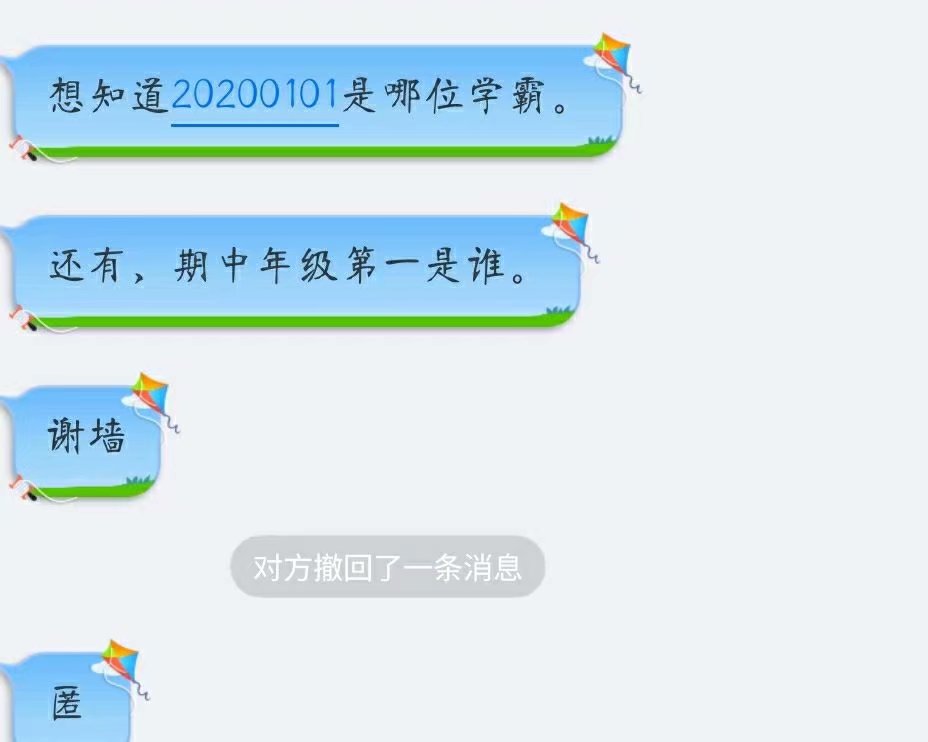 想知道20200101是哪位学霸。
还有、期中年级第一是谁。
谢墙
对方撤回了一条消息
匿